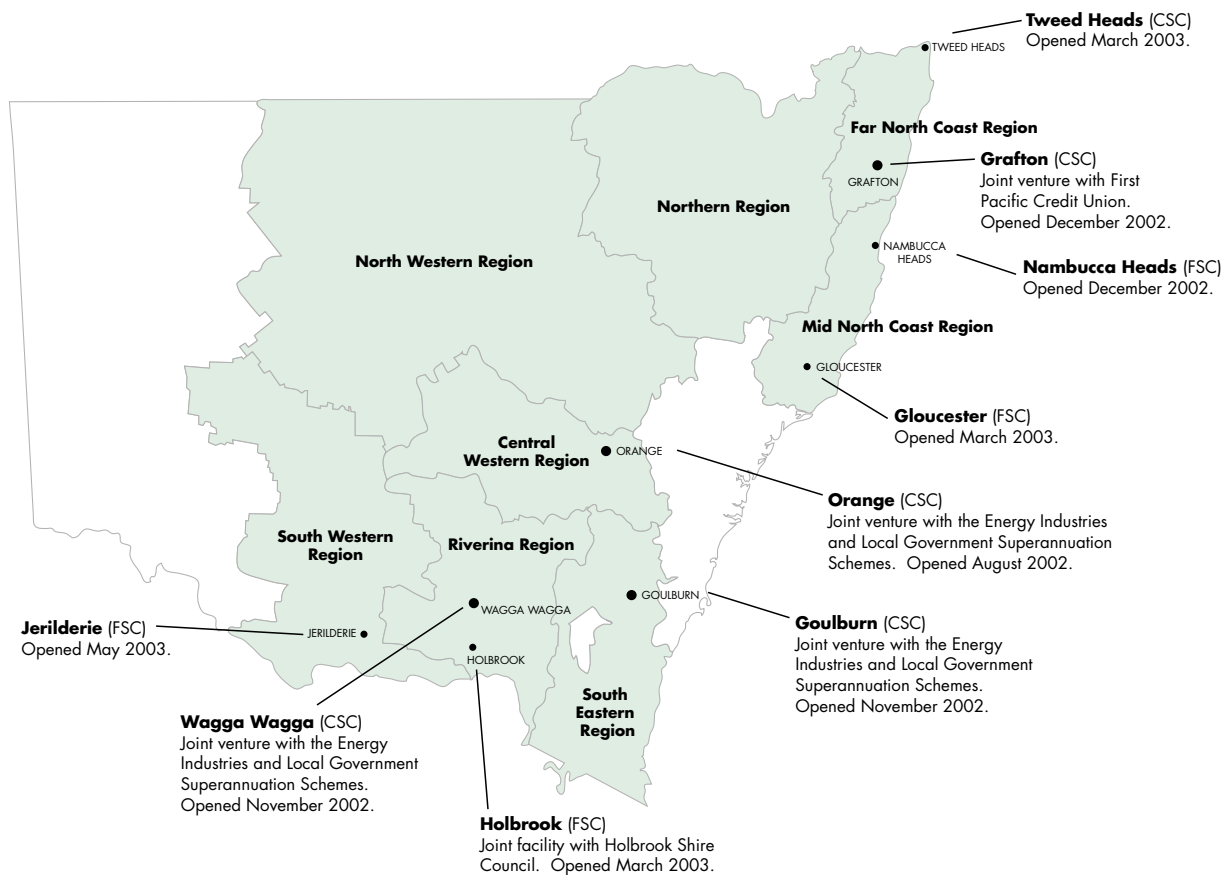 Tweed Heads (CSC)
Opened March 2003.
TWEED HEADS
Far North Coast Region
Grafton (CSC)
Joint venture with First
Pacific Credit Union.
Opened December 2002.
GRAFTON
Northern Region
NAMBUCCA
HEADS
North Western Region
Nambucca Heads (FSC)
Opened December 2002.
Mid North Coast Region
GLOUCESTER
Gloucester (FSC)
Opened March 2003.
Central
Western Region
ORANGE
Orange (CSC)
Joint venture with the Energy Industries
and Local Government Superannuation
Schemes. Opened August 2002.
South Western
Region
Riverina Region
GOULBURN
WAGGA WAGGA
Goulburn (CSC)
Joint venture with the Energy
Industries and Local Government
Superannuation Schemes.
Opened November 2002.
Jerilderie (FSC)
Opened May 2003.
JERILDERIE
HOLBROOK
South
Eastern
Region
Wagga Wagga (CSC)
Joint venture with the Energy
Industries and Local Government
Superannuation Schemes.
Opened November 2002.
Holbrook (FSC)
Joint facility with Holbrook Shire
Council. Opened March 2003.